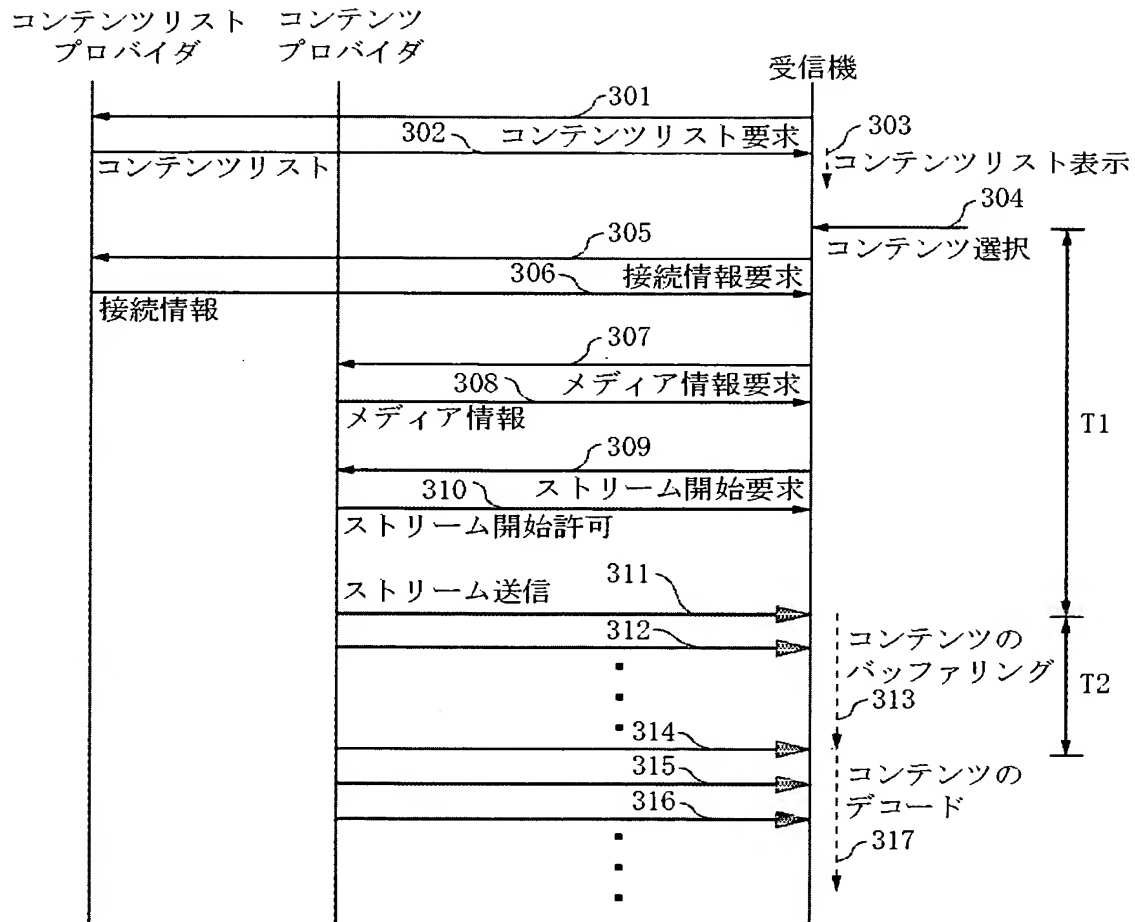 コンテンツリスト
プロバイダ
コンテンツ
プロバイダ
受信機
301
302
コンテンツリスト要求
303
コンテンツリスト
コンテンツリスト表示
304
305
コンテンツ選択
306
接続情報要求
接続情報
307
308
メディア情報要求
メディア情報
T1
309
310
ストリーム開始要求
ストリーム開始許可
ストリーム送信
311
312
コンテンツの
バッファリング
313
T2
314
315
コンテンツの
デコード
316
317